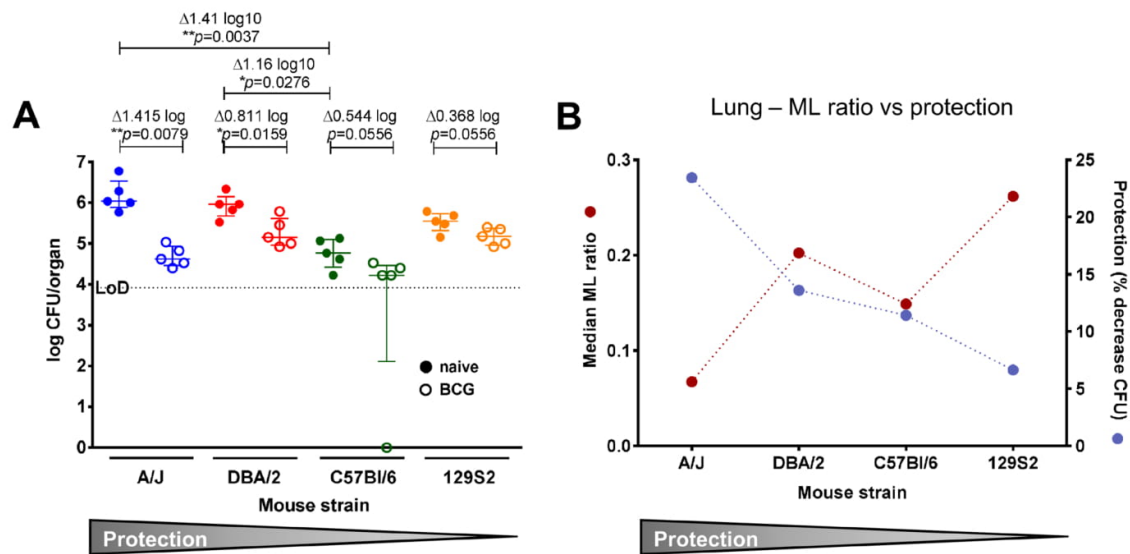 Δ1.41 log10
**p=0.0037
Δ1.16 log10
*p=0.0276
A
Δ1.415 log
**p=0.0079
Δ0.811 log
*p=0.0159
Δ0.544 log
p=0.0556
Δ0.368 log
p=0.0556
log CFU/organ
7
6
5
4
3
2
1
0
LoD
naive
BCG
A/J
DBA/2
C57Bl/6
129S2
Mouse strain
Protection
B
Lung – ML ratio vs protection
Median ML ratio
0.3
0.2
0.1
0.0
25
20
15
10
5
0
Protection (% decrease CFU)
A/J
DBA/2
C57Bl/6
129S2
Mouse strain
Protection